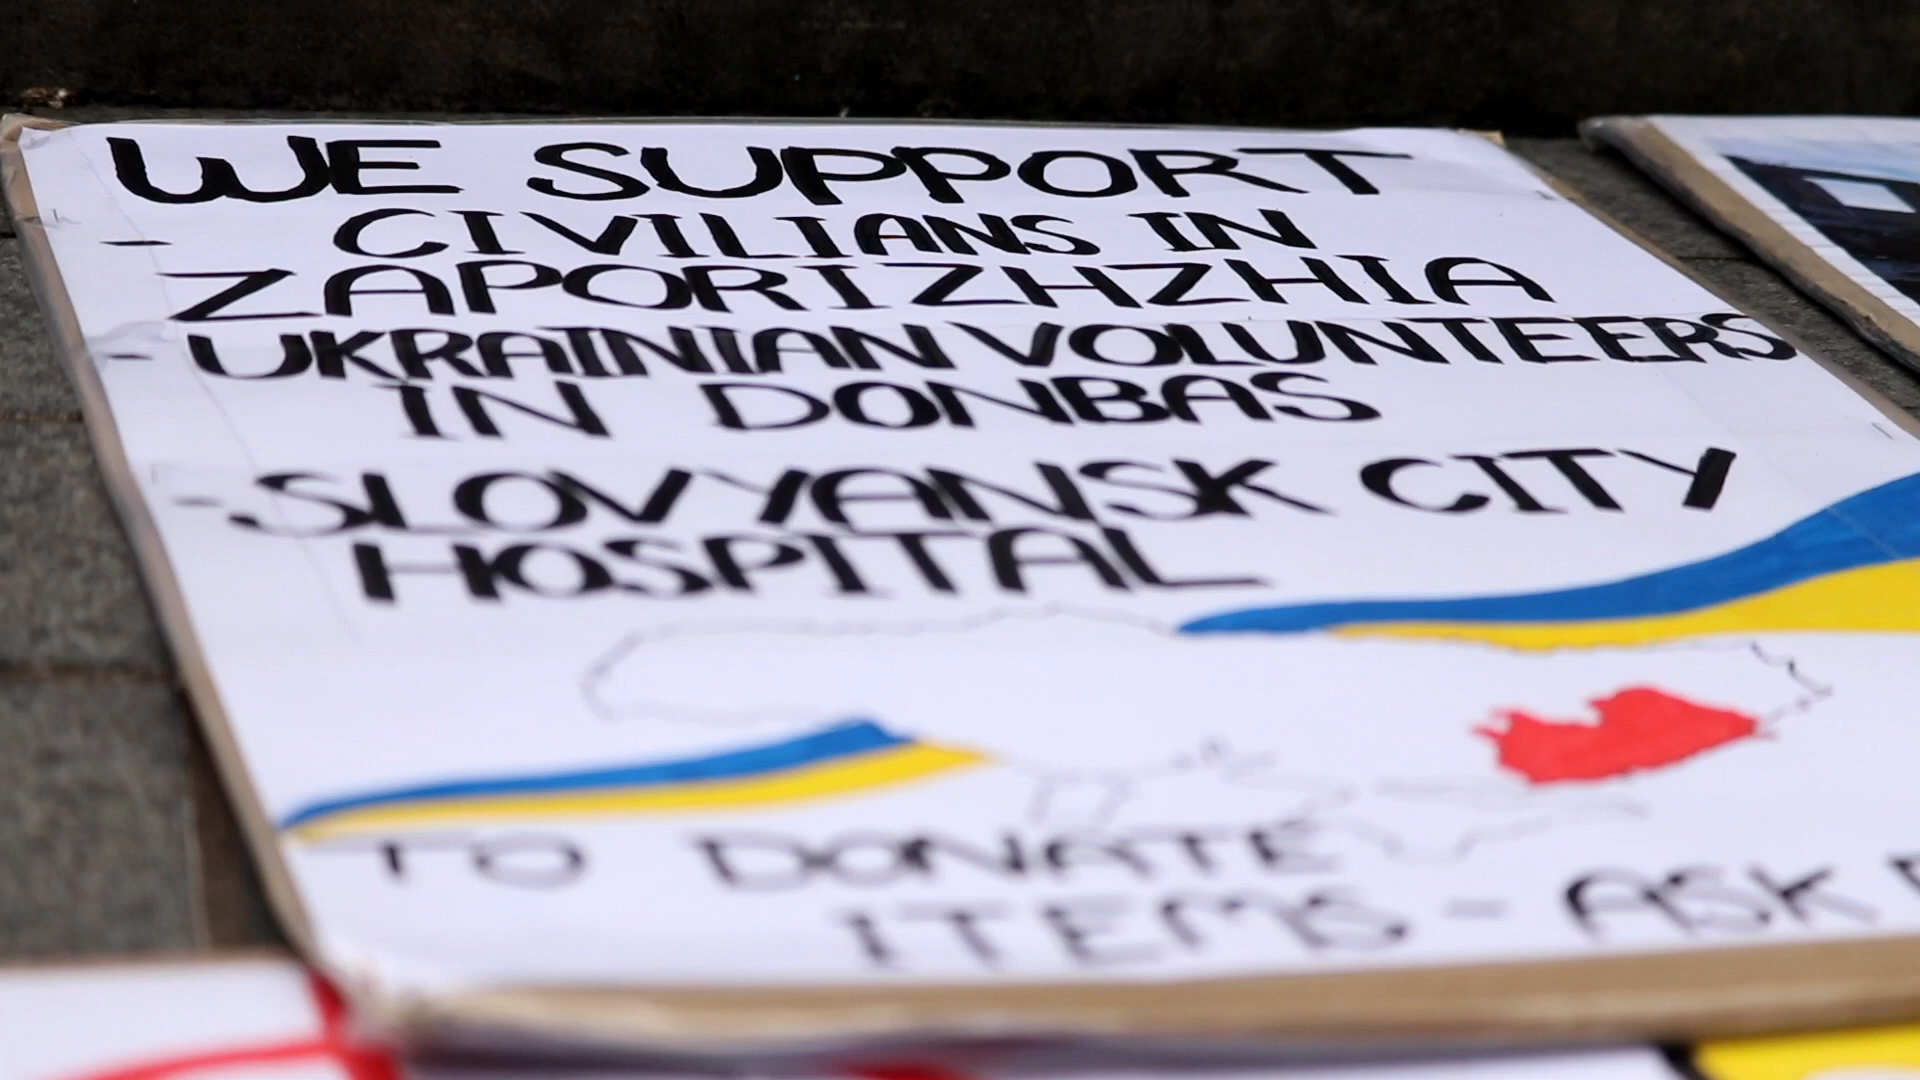 WE SUPPORT
- CIVILIANS IN
ZAPORIZHZHIA
- UKRAINIAN VOLUNTEERS
IN DONBAS
- SLOVYANSK CITY
HOSPITAL
TO DONATE
ITEMS - ASK